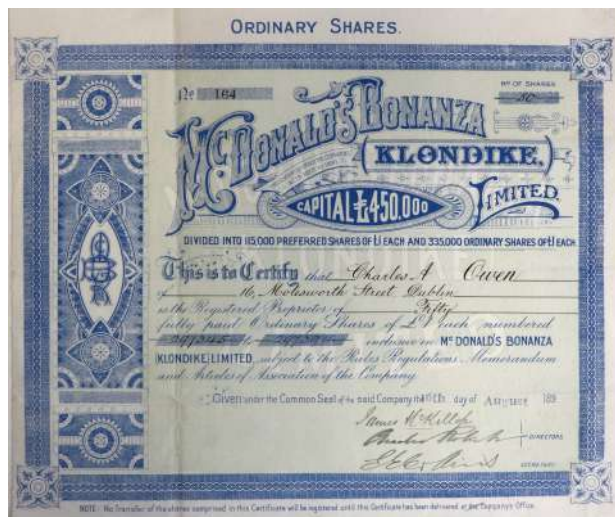 ORDINARY SHARES.
No 164
No OF SHARES
50
McDONALD'S BONANZA
(KLONDIKE,)
LIMITED.
CAPITAL £450.000
DIVIDED INTO 115,000 PREFERRED SHARES OF £1 EACH AND 335,000 ORDINARY SHARES OF £1 EACH
This is to Certify that Charles A Owen
of 16, Molesworth Street Dublin
is the Registered Proprietor of Fifty
fully paid Ordinary Shares of £1 each numbered
to inclusive in McDONALD'S BONANZA
(KLONDIKE) LIMITED, subject to the Rules Regulations Memorandum
and Articles of Association of the Company
Given under the Common Seal of the said Company the day of August 189
James McKillop
DIRECTORS
SECRETARY
NOTE: No Transfer of the shares comprised in this Certificate will be registered until this Certificate has been delivered at the Company's Office.